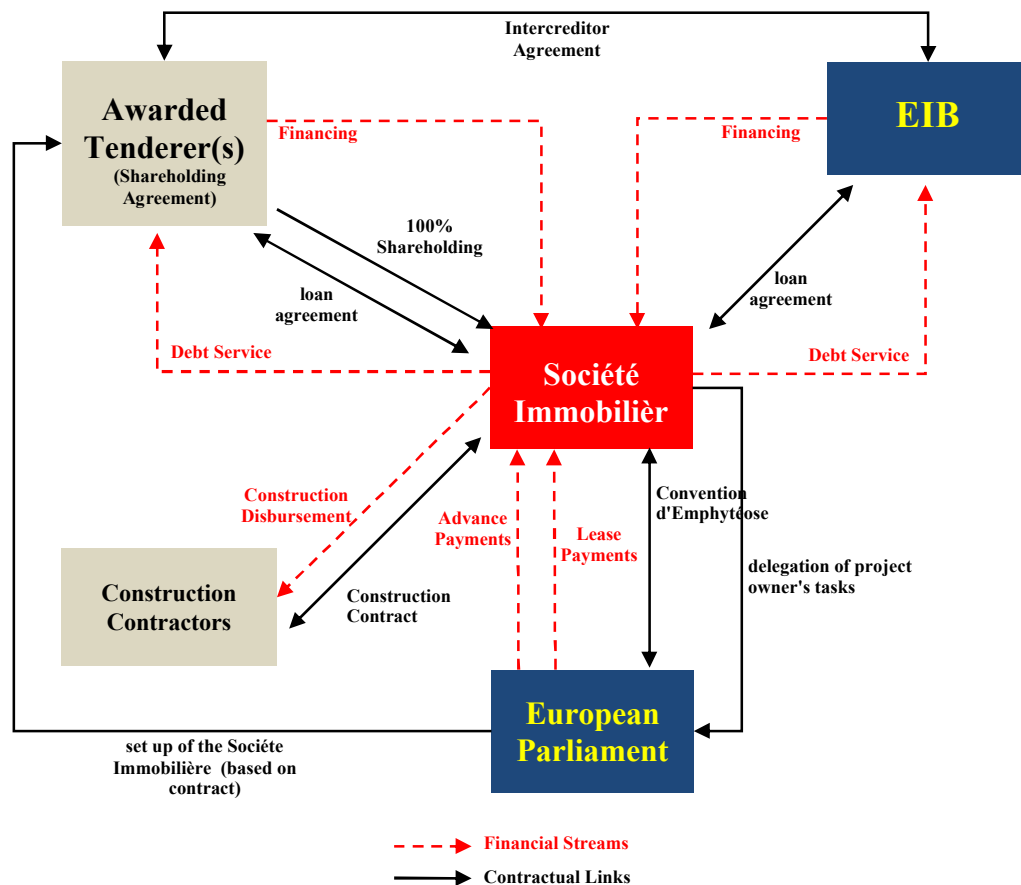 Intercreditor
Agreement
Awarded
Tenderer(s)
(Shareholding
Agreement)
EIB
Financing
Financing
100%
Shareholding
loan
agreement
loan
agreement
Debt Service
Debt Service
Société
Immobilièr
Construction
Disbursement
Advance
Payments
Lease
Payments
Convention
d'Emphytéose
delegation of project
owner's tasks
Construction
Contractors
Construction
Contract
European
Parliament
set up of the Sociéte
Immobilière (based on
contract)
Financial Streams
Contractual Links